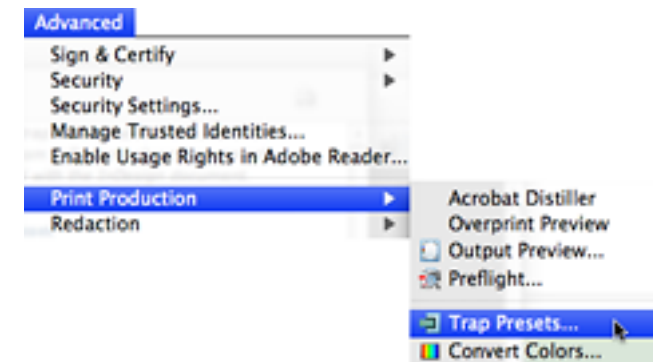 Advanced
Sign & Certify
Security
Security Settings...
Manage Trusted Identities...
Enable Usage Rights in Adobe Reader...
Print Production
Redaction
Acrobat Distiller
Overprint Preview
Output Preview...
Preflight...
Trap Presets...
Convert Colors...